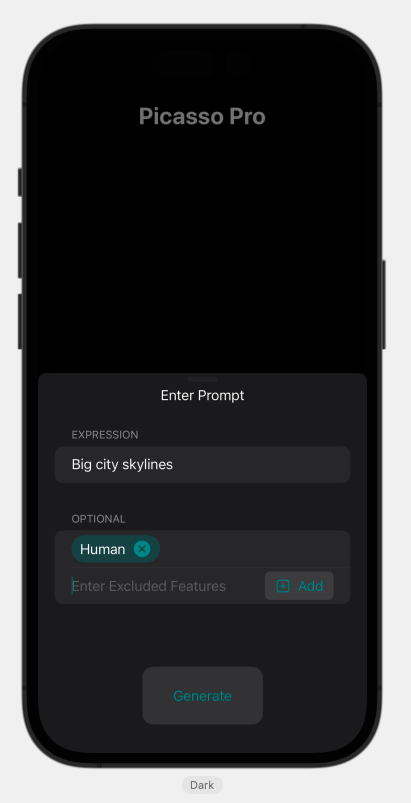 Picasso Pro
Enter Prompt
EXPRESSION
Big city skylines
OPTIONAL
Human
Enter Excluded Features
Add
Generate
Dark